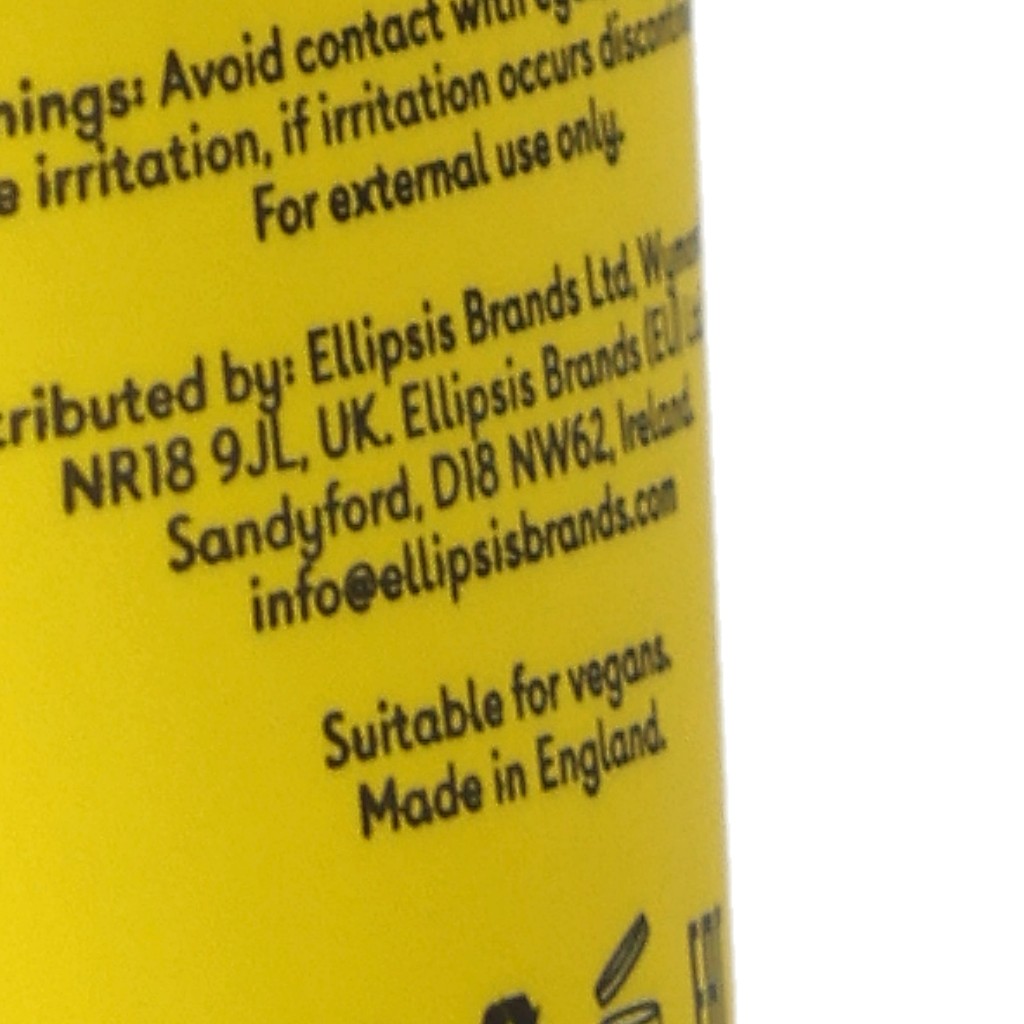 nings: Avoid contact with
e irritation, if irritation occurs
For external use only.
tributed by: Ellipsis Brands Ltd,
NR18 9JL, UK. Ellipsis Brands (EU)
Sandyford, D18 NW62, Ireland.
info@ellipsisbrands.com
Suitable for vegans.
Made in England.